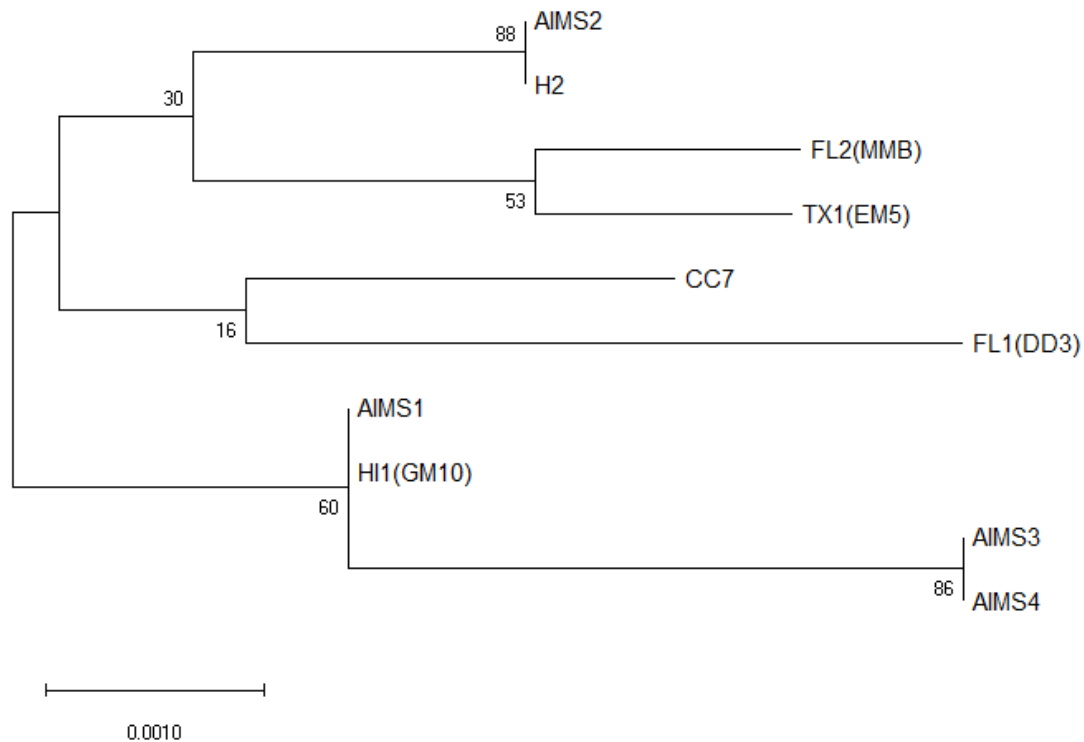 AIMS2
88
H2
30
FL2(MMB)
53
TX1(EM5)
CC7
16
FL1(DD3)
AIMS1
HI1(GM10)
60
AIMS3
86
AIMS4
0.0010